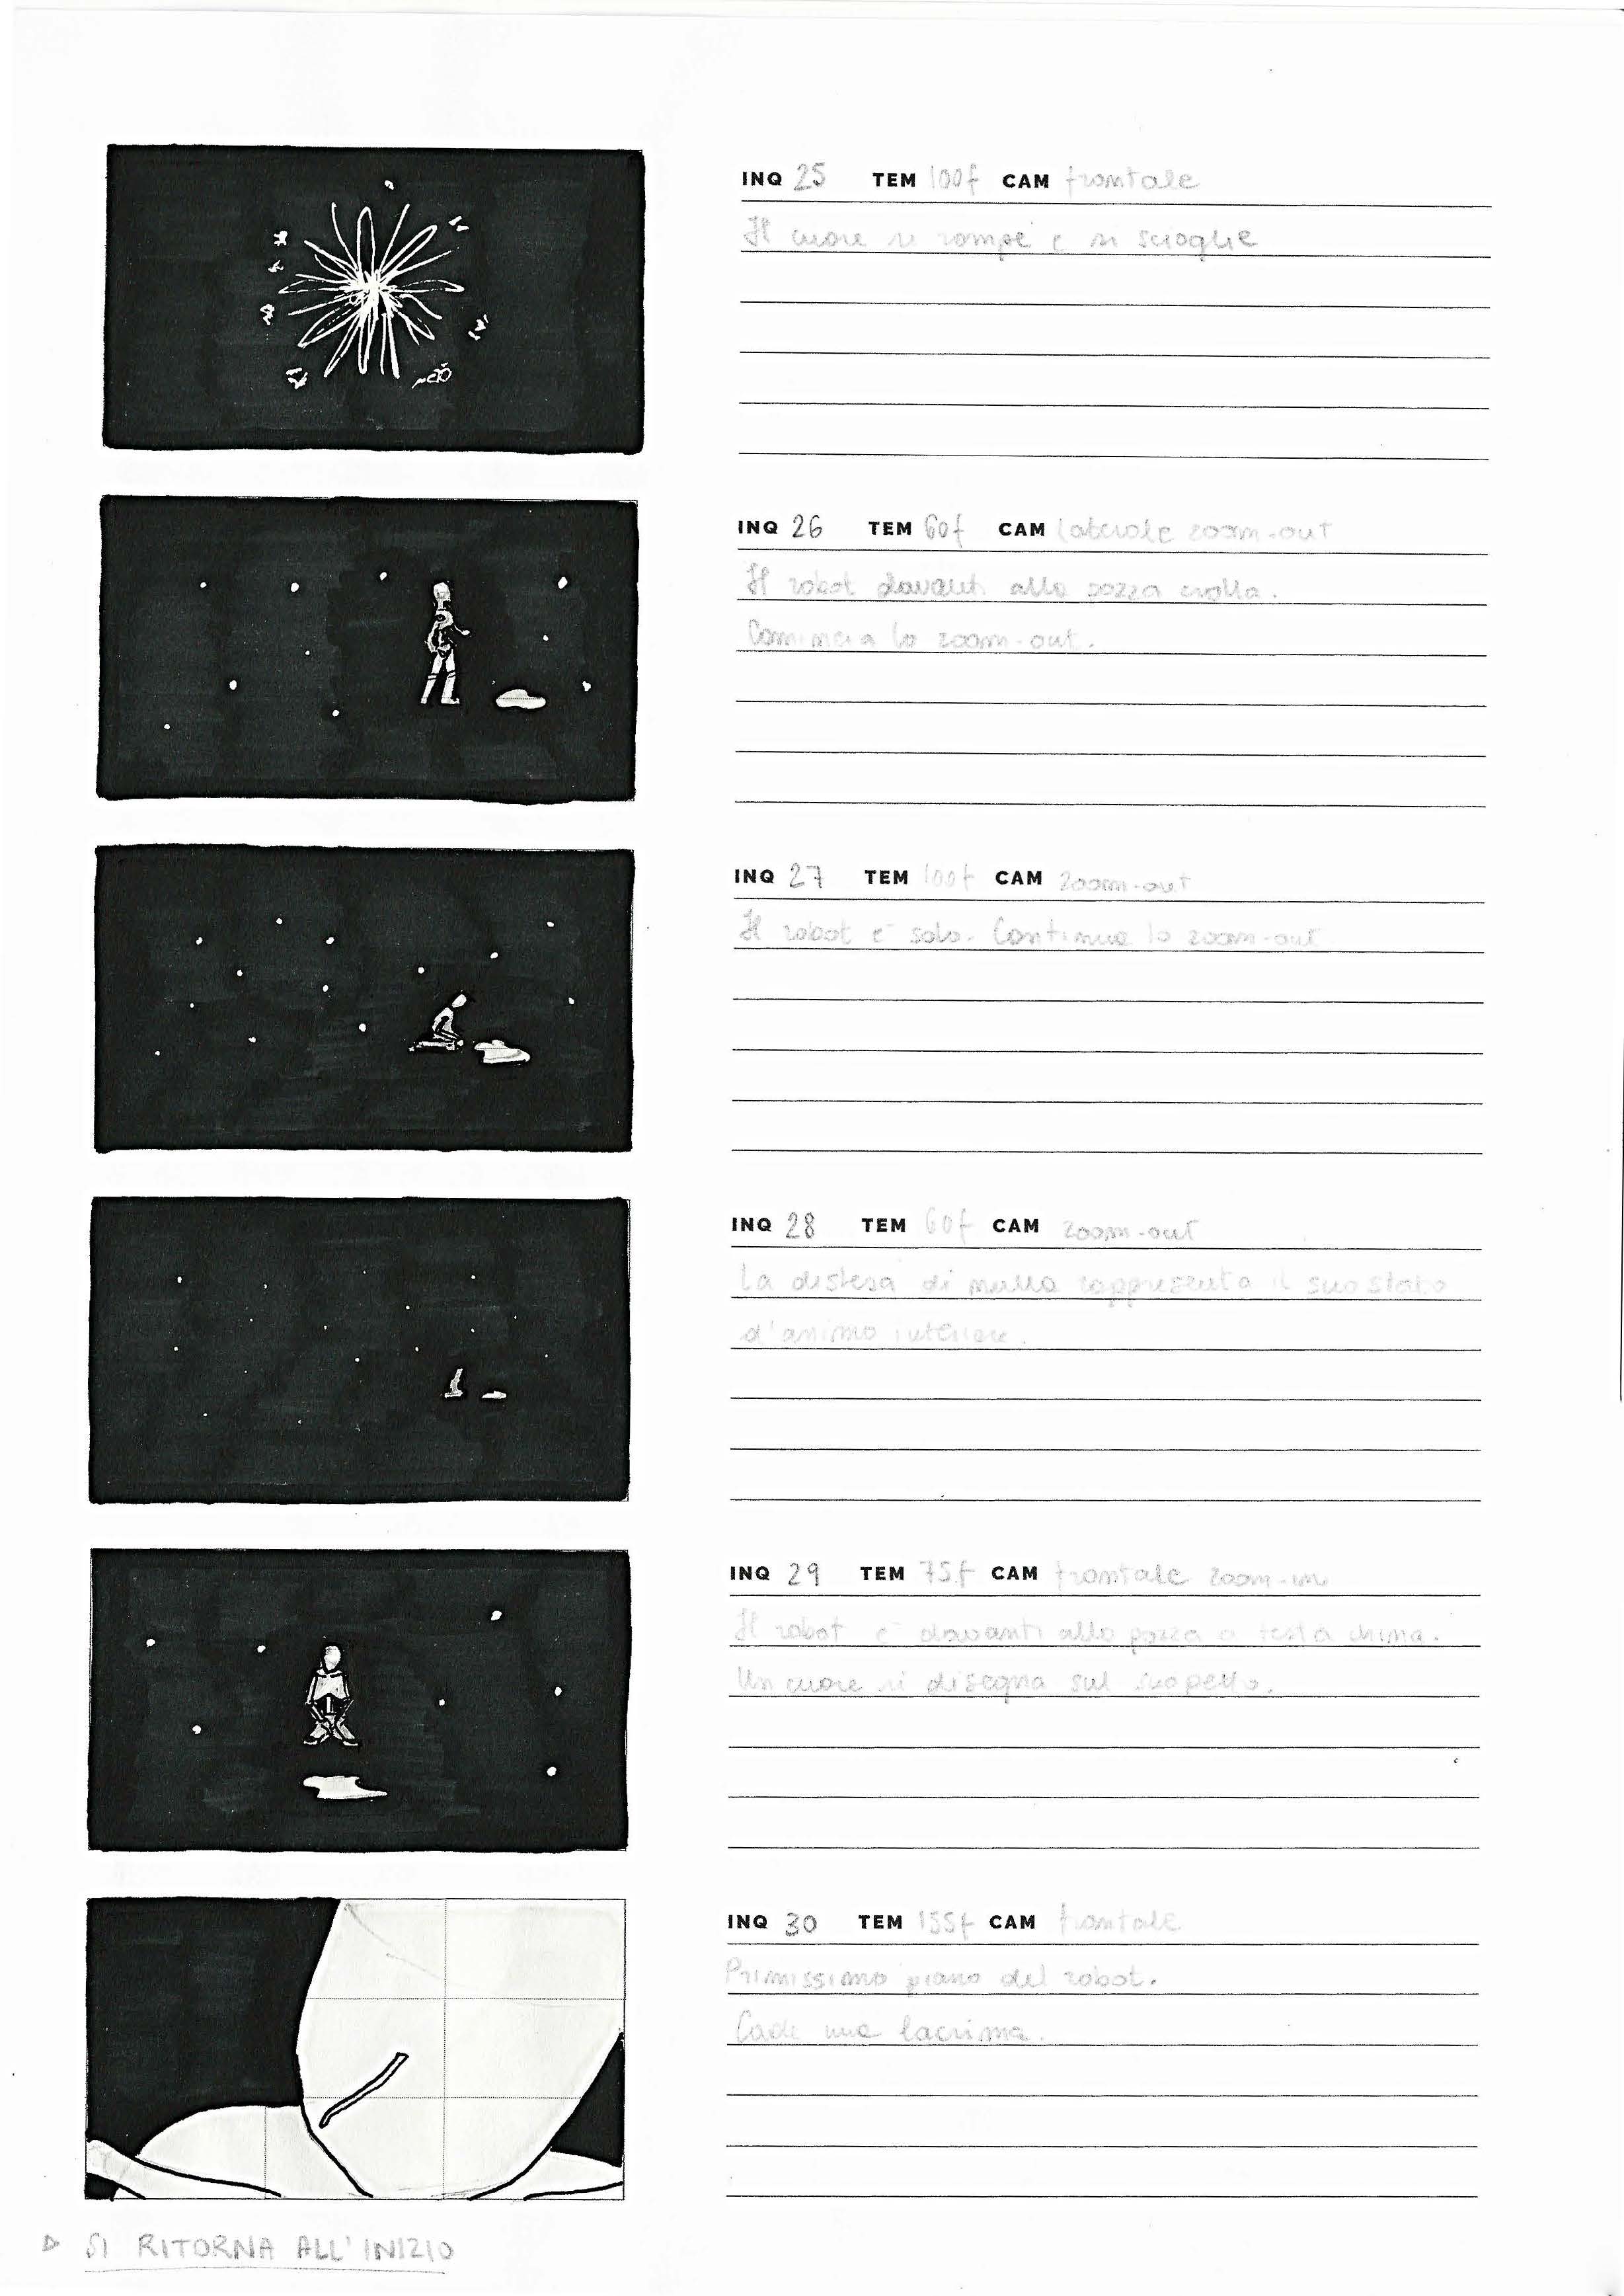 INQ 25 TEM 100f CAM frontale
Il cuore si rompe e si scioglie
INQ 26 TEM 60f CAM laterale zoom-out
Il robot davanti alla pozza crolla.
Comincia lo zoom-out.
INQ 27 TEM 100f CAM zoom-out
Il robot è solo. Continua lo zoom-out
INQ 28 TEM 60f CAM zoom-out
La distesa di nulla rappresenta il suo stato
d'animo interiore.
INQ 29 TEM 75f CAM frontale zoom-in
Il robot è davanti alla pozza a testa china.
Un cuore si disegna sul suo petto.
INQ 30 TEM 155f CAM frontale
Primissimo piano del robot.
Cade una lacrima.
SI RITORNA ALL'INIZIO